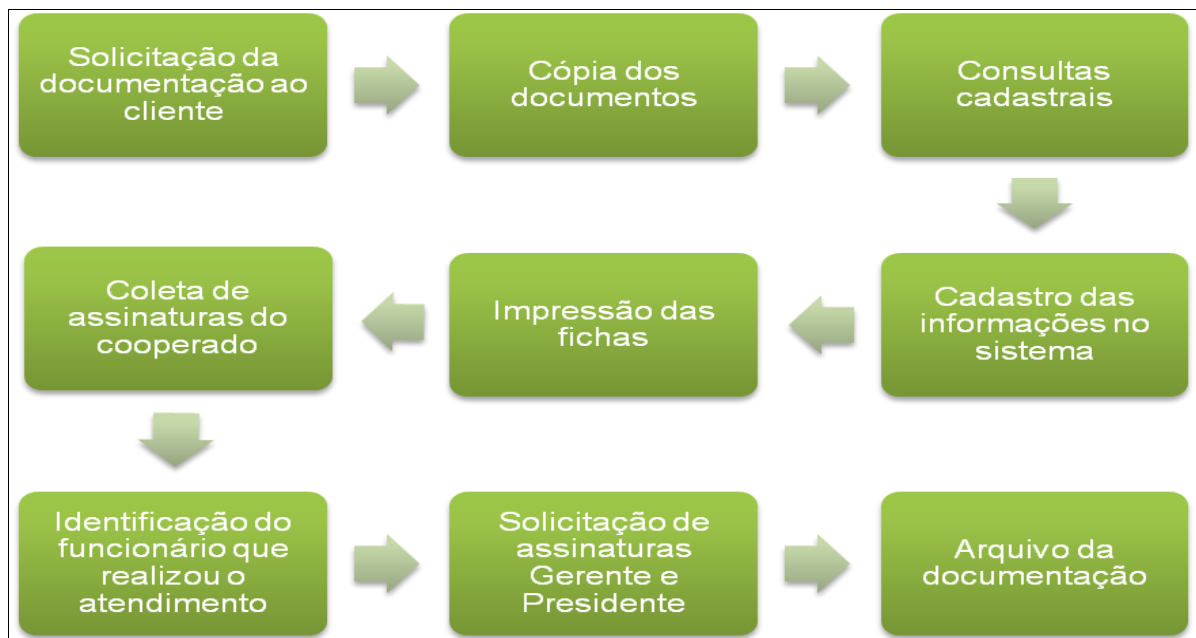 Solicitação da
documentação ao
cliente
Cópia dos
documentos
Consultas
cadastrais
Cadastro das
informações no
sistema
Impressão das
fichas
Coleta de
assinaturas do
cooperado
Identificação do
funcionário que
realizou o
atendimento
Solicitação de
assinaturas
Gerente e
Presidente
Arquivo da
documentação